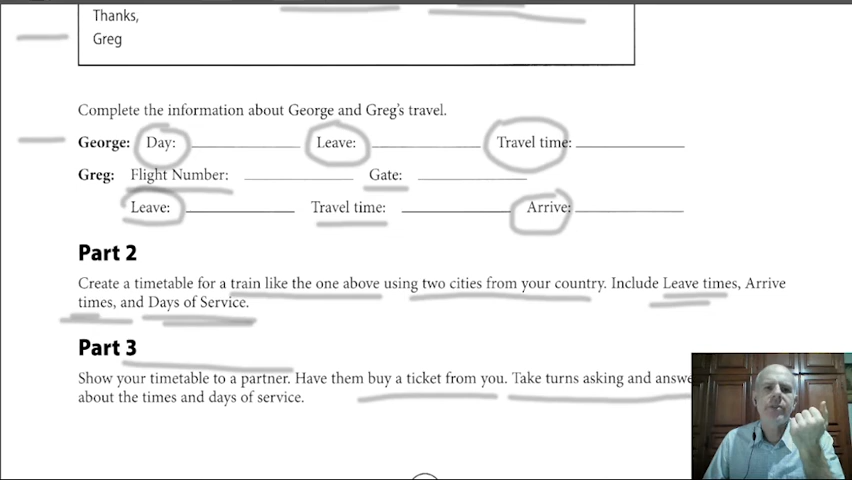 Thanks,
Greg
Complete the information about George and Greg's travel.
George: Day: Leave: Travel time:
Greg: Flight Number: Gate:
Leave: Travel time: Arrive:
Part 2
Create a timetable for a train like the one above using two cities from your country. Include Leave times, Arrive
times, and Days of Service.
Part 3
Show your timetable to a partner. Have them buy a ticket from you. Take turns asking and
about the times and days of service.